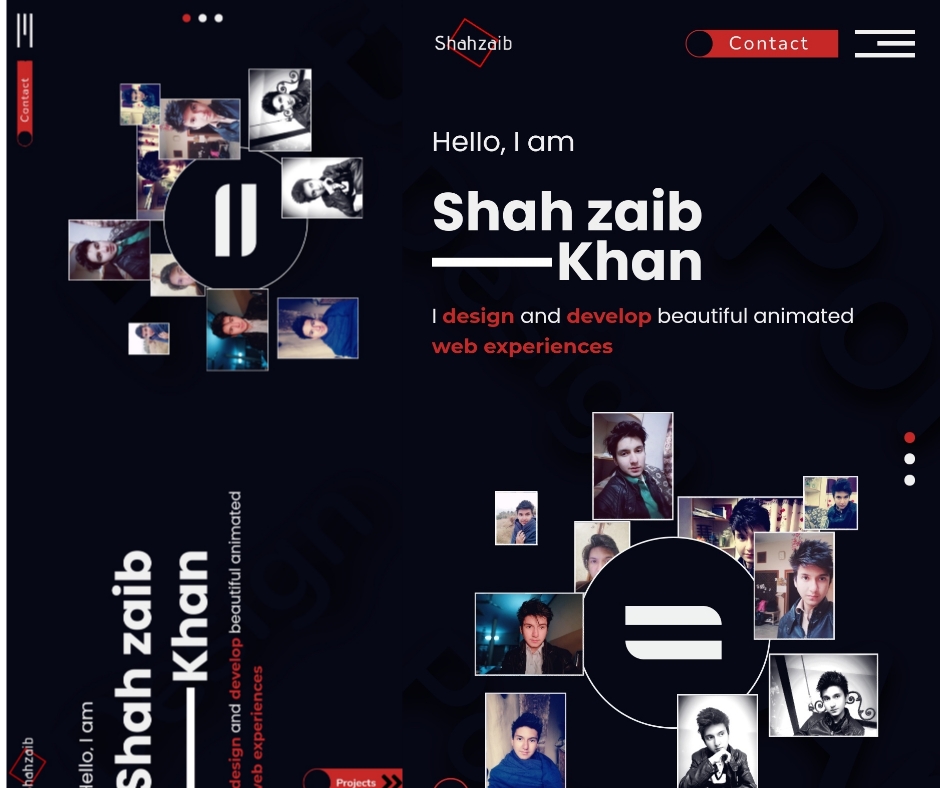 Contact
Shahzaib
Contact
Hello, I am
Shah zaib
Khan
I design and develop beautiful animated
web experiences
Hello, I am
Shah zaib
Khan
design and develop beautiful animated
web experiences
Shahzaib
Projects